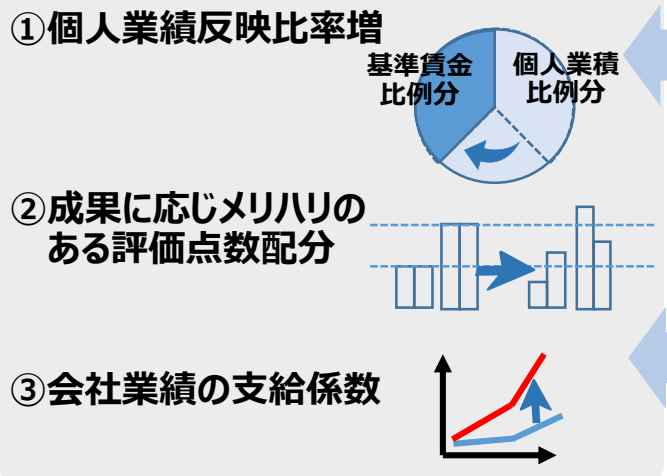 ①個人業績反映比率増
基準賃金
比例分
個人業積
比例分
②成果に応じメリハリの
ある評価点数配分
③会社業績の支給係数